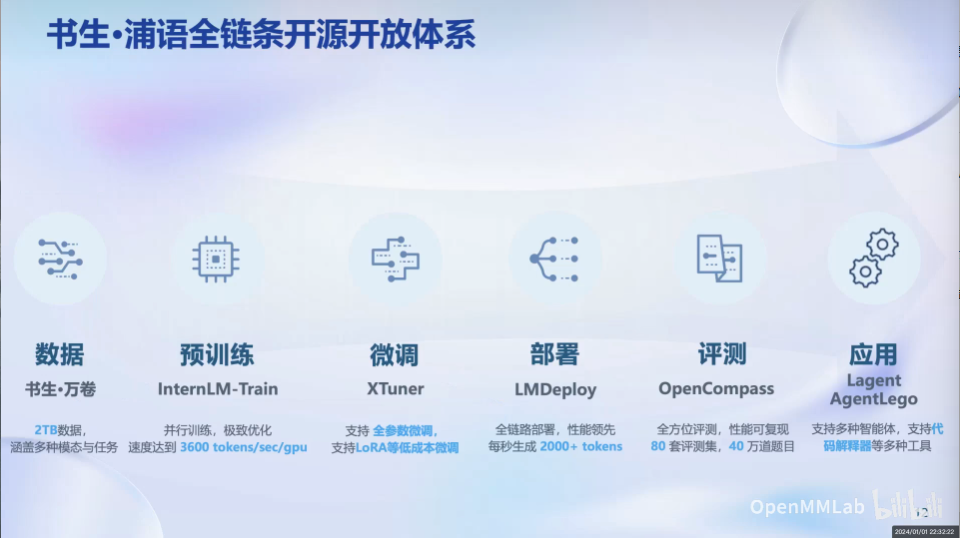 书生·浦语全链条开源开放体系
数据
书生·万卷
2TB数据，
涵盖多种模态与任务
预训练
InternLM-Train
并行训练，极致优化
速度达到 3600 tokens/sec/gpu
微调
XTuner
支持 全参数微调，
支持LoRA等低成本微调
部署
LMDeploy
全链路部署，性能领先
每秒生成 2000+ tokens
评测
OpenCompass
全方位评测，性能可复现
80 套评测集，40 万道题目
应用
Lagent
AgentLego
支持多种智能体，支持代
码解释器等多种工具
OpenMMLab bilibili
2024/01/01 22:32:22